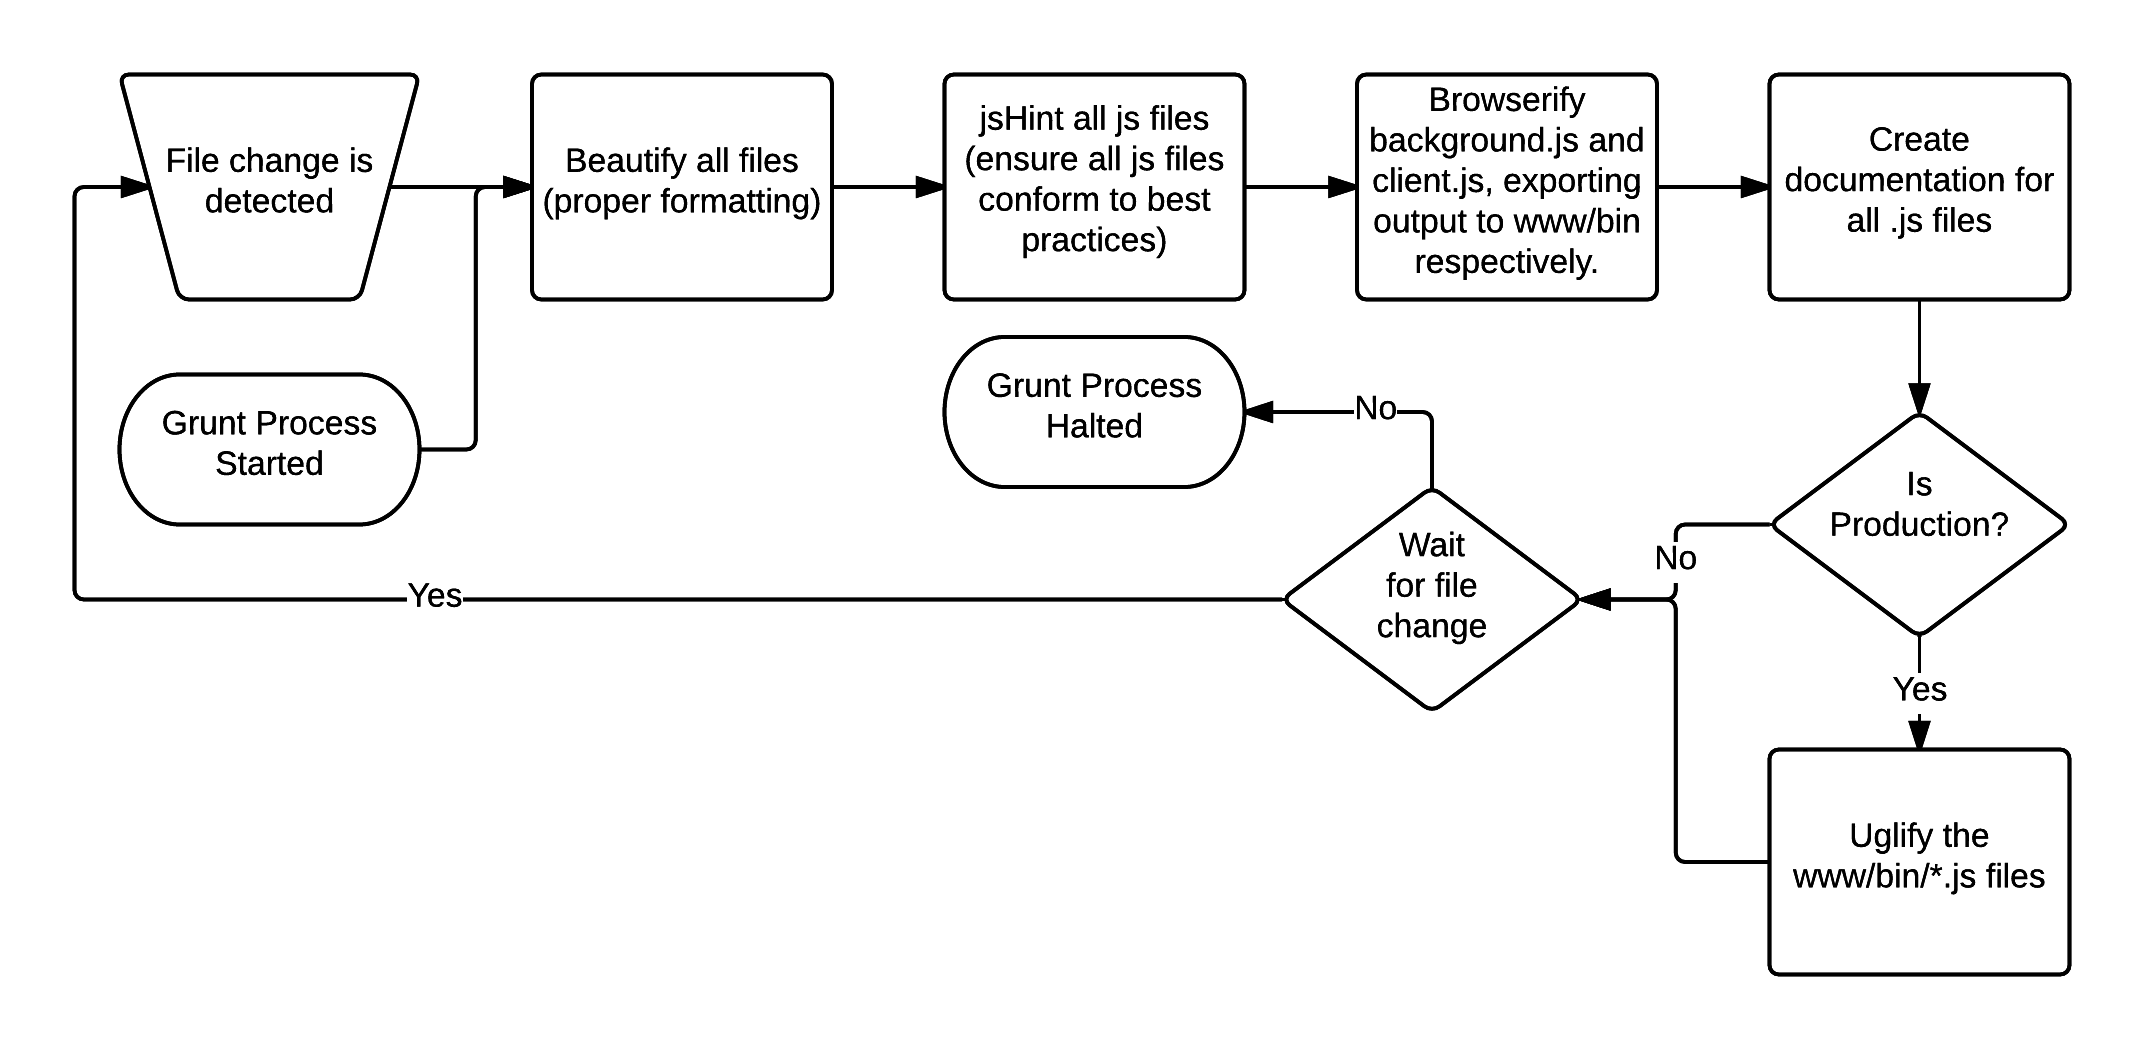 File change is
detected
Beautify all files
(proper formatting)
jsHint all js files
(ensure all js files
conform to best
practices)
Browserify
background.js and
client.js, exporting
output to www/bin
respectively.
Create
documentation for
all .js files
Grunt Process
Started
Grunt Process
Halted
No
Is
Production?
Wait
for file
change
No
Yes
Yes
Uglify the
www/bin/*.js files